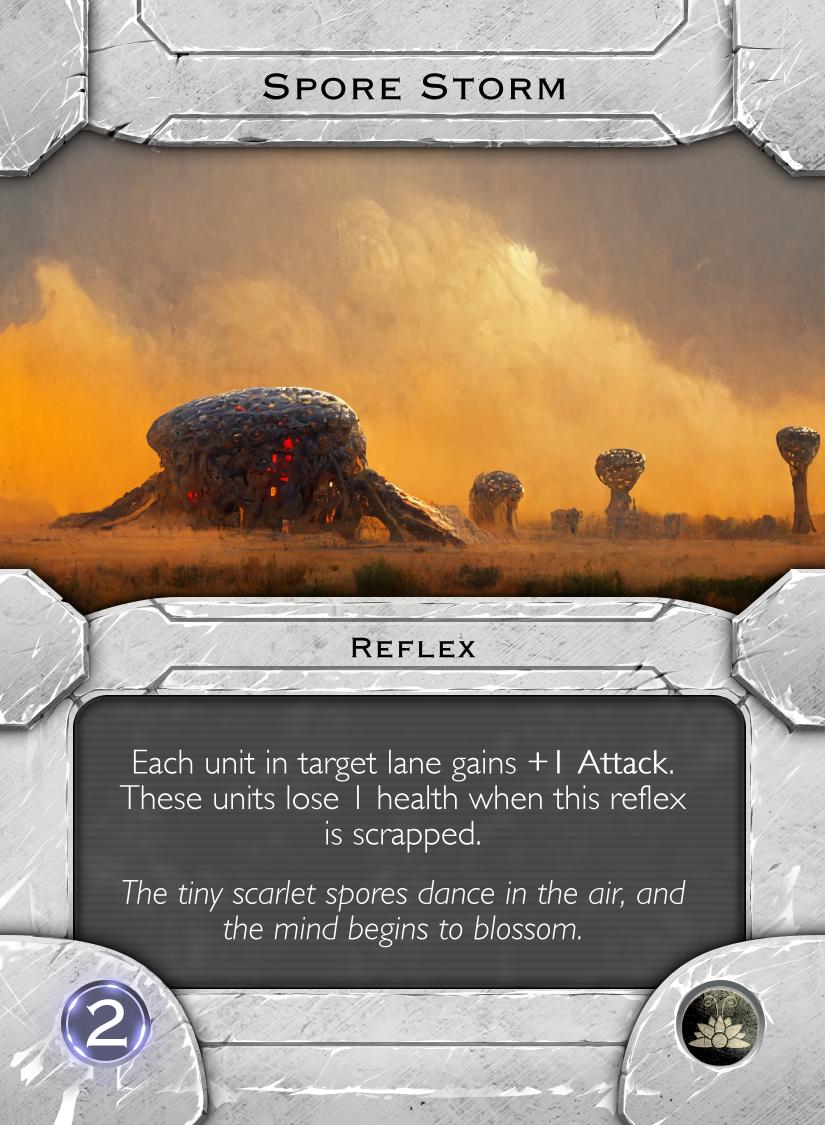 Spore Storm
Reflex
Each unit in target lane gains +1 Attack.
These units lose 1 health when this reflex
is scrapped.
The tiny scarlet spores dance in the air, and
the mind begins to blossom.
2